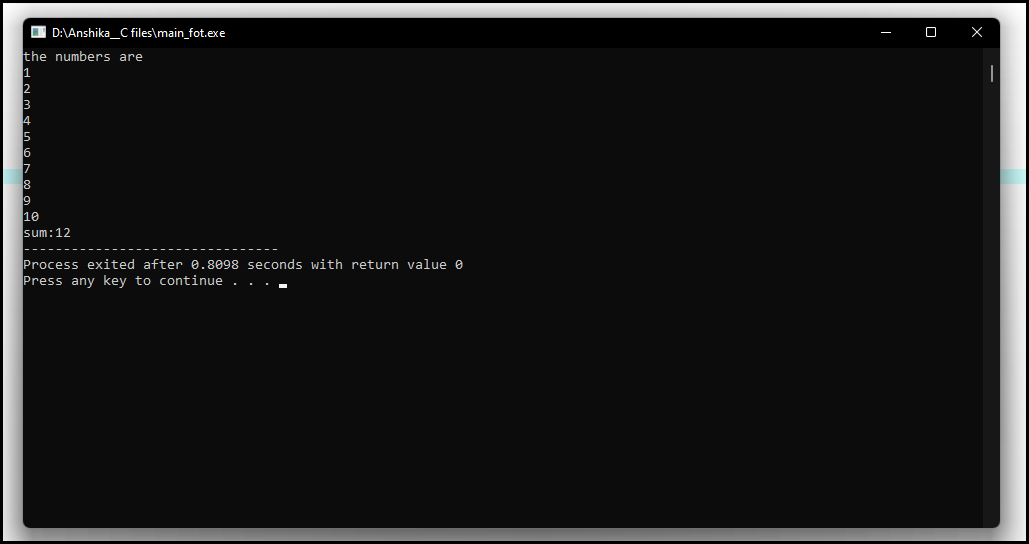 D:\Anshika__C files\main_fot.exe
the numbers are
1
2
3
4
5
6
7
8
9
10
sum:12
--------------------------------
Process exited after 0.8098 seconds with return value 0
Press any key to continue . . .